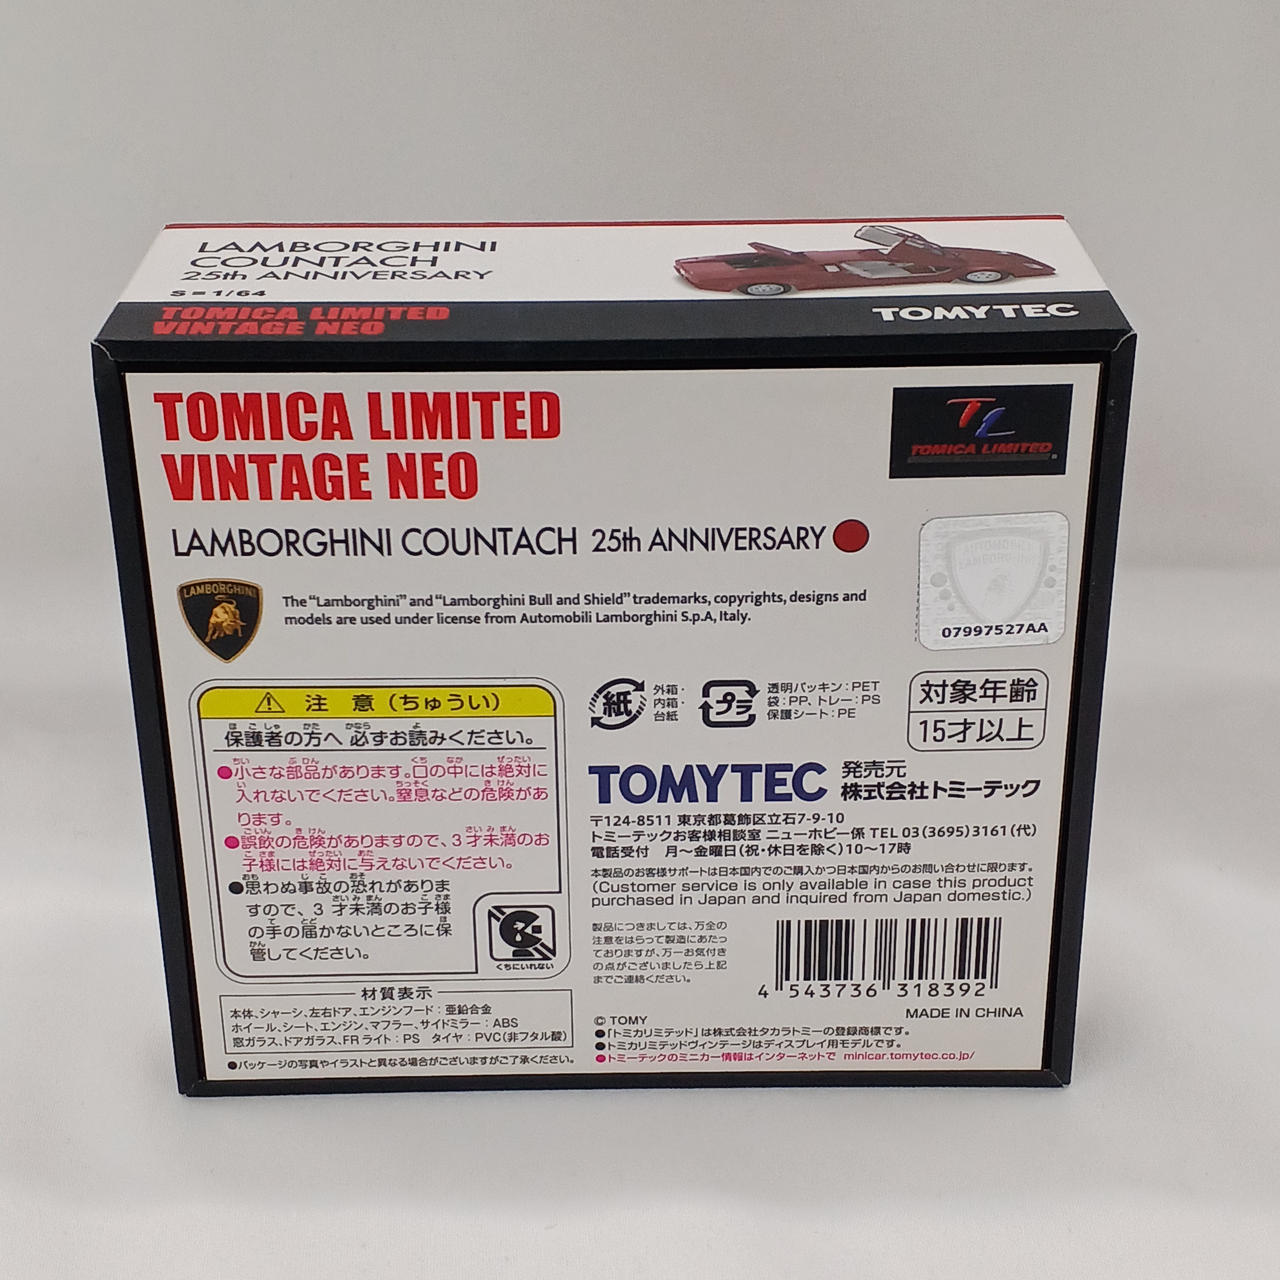 LAMBORGHINI
COUNTACH
25th ANNIVERSARY
S=1/64
TOMICA LIMITED
VINTAGE NEO
TOMYTEC
TOMICA LIMITED
VINTAGE NEO
TL
TOMICA LIMITED
LAMBORGHINI COUNTACH 25th ANNIVERSARY
LAMBORGHINI
The "Lamborghini" and "Lamborghini Bull and Shield" trademarks, copyrights, designs and
models are used under license from Automobili Lamborghini S.p.A, Italy.
AUTOMOBILI
LAMBORGHINI
07997527AA
注 意（ちゅうい）
保護者の方へ 必ずお読みください。
●小さな部品があります。口の中には絶対に
入れないでください。窒息などの危険があ
ります。
●誤飲の危険がありますので、3才未満のお
子様には絶対に与えないでください。
●思わぬ事故の恐れがありま
すので、3才未満のお子様
の手の届かないところに保
管してください。
くちにいれない
材質表示
本体、シャーシ、左右ドア、エンジンフード：亜鉛合金
ホイール、シート、エンジン、マフラー、サイドミラー：ABS
窓ガラス、ドアガラス、FRライト：PS タイヤ：PVC(非フタル酸)
●パッケージの写真やイラストと異なる場合がございますがご了承ください。
紙
外箱・
内箱・
台紙
プラ
透明パッキン：PET
袋：PP、トレー：PS
保護シート：PE
対象年齢
15才以上
TOMYTEC
発売元
株式会社トミーテック
〒124-8511 東京都葛飾区立石7-9-10
トミーテックお客様相談室 ニューホビー係 TEL 03(3695)3161(代)
電話受付 月～金曜日(祝・休日を除く)10～17時
本製品のお客様サポートは日本国内でのご購入かつ日本国内からのお問い合わせに限ります。
(Customer service is only available in case this product
purchased in Japan and inquired from Japan domestic.)
製品につきましては、万全の
注意をはらって製造にあたっ
ておりますが、万一お気付き
の点がございましたら上記
までご連絡ください。
4 543736 318392
MADE IN CHINA
© TOMY
●「トミカリミテッド」は株式会社タカラトミーの登録商標です。
●トミカリミテッドヴィンテージはディスプレイ用モデルです。
●トミーテックのミニカー情報はインターネットで minicar.tomytec.co.jp/